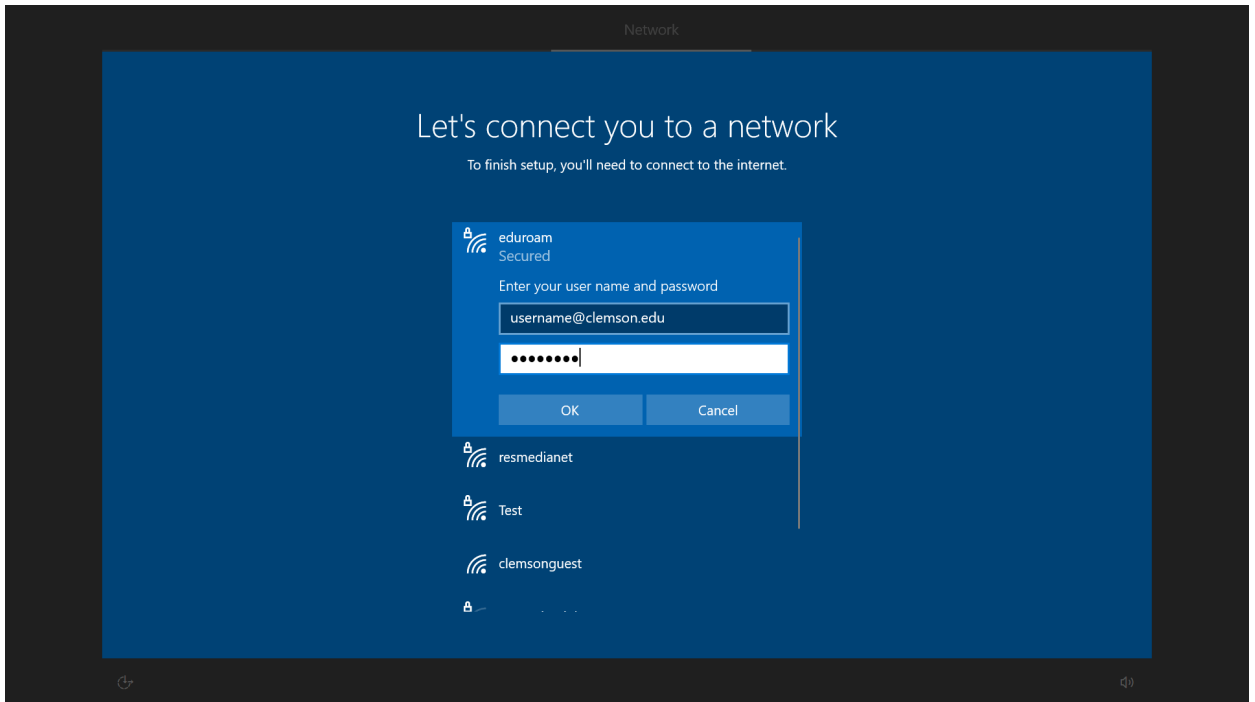 Network
Let's connect you to a network
To finish setup, you'll need to connect to the internet.
eduroam
Secured
Enter your user name and password
username@clemson.edu
●●●●●●●●
OK
Cancel
resmedianet
Test
clemsonguest